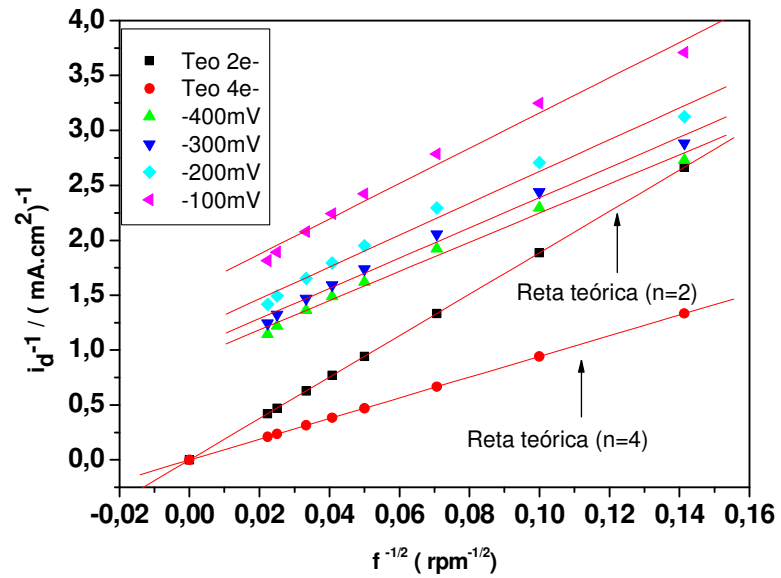 4,0
3,5
3,0
2,5
2,0
1,5
1,0
0,5
0,0
i_d^-1 / ( mA.cm^2)^-1
Teo 2e-
Teo 4e-
-400mV
-300mV
-200mV
-100mV
Reta teórica (n=2)
Reta teórica (n=4)
-0,02 0,00 0,02 0,04 0,06 0,08 0,10 0,12 0,14 0,16
f^-1/2 ( rpm^-1/2)